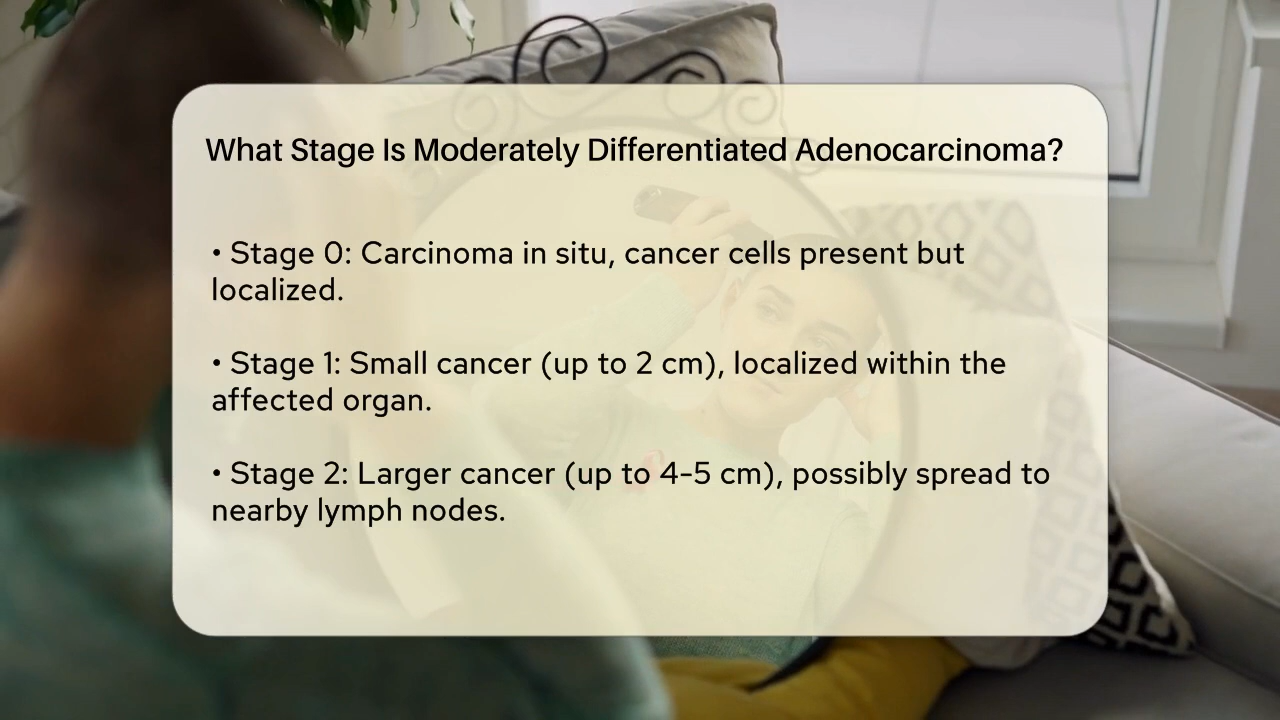 What Stage Is Moderately Differentiated Adenocarcinoma?
• Stage 0: Carcinoma in situ, cancer cells present but
localized.
• Stage 1: Small cancer (up to 2 cm), localized within the
affected organ.
• Stage 2: Larger cancer (up to 4-5 cm), possibly spread to
nearby lymph nodes.